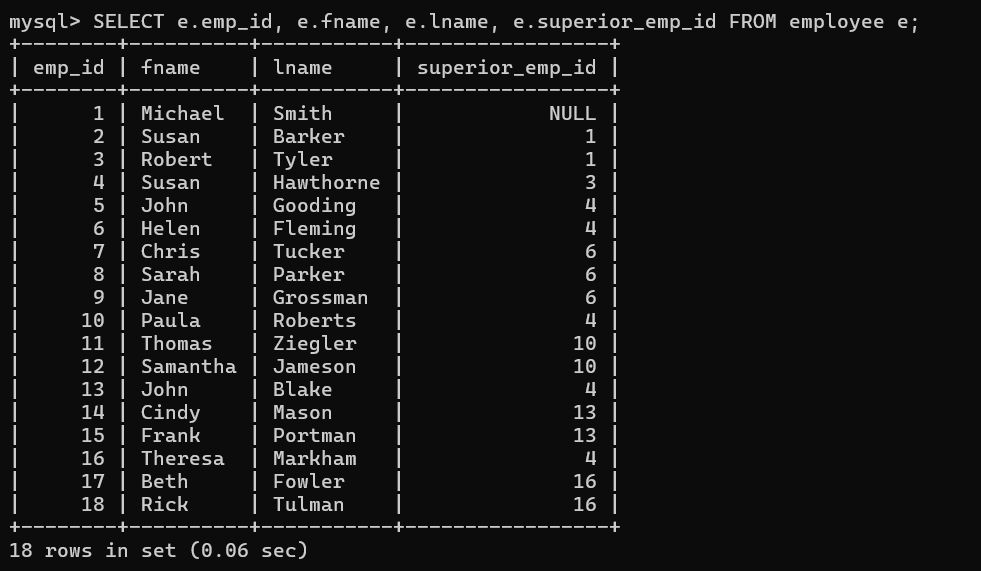 mysql> SELECT e.emp_id, e.fname, e.lname, e.superior_emp_id FROM employee e;
+--------+----------+-----------+-----------------+
| emp_id | fname    | lname     | superior_emp_id |
+--------+----------+-----------+-----------------+
|      1 | Michael  | Smith     |            NULL |
|      2 | Susan    | Barker    |               1 |
|      3 | Robert   | Tyler     |               1 |
|      4 | Susan    | Hawthorne |               3 |
|      5 | John     | Gooding   |               4 |
|      6 | Helen    | Fleming   |               4 |
|      7 | Chris    | Tucker    |               6 |
|      8 | Sarah    | Parker    |               6 |
|      9 | Jane     | Grossman  |               6 |
|     10 | Paula    | Roberts   |               4 |
|     11 | Thomas   | Ziegler   |              10 |
|     12 | Samantha | Jameson   |              10 |
|     13 | John     | Blake     |               4 |
|     14 | Cindy    | Mason     |              13 |
|     15 | Frank    | Portman   |              13 |
|     16 | Theresa  | Markham   |               4 |
|     17 | Beth     | Fowler    |              16 |
|     18 | Rick     | Tulman    |              16 |
+--------+----------+-----------+-----------------+
18 rows in set (0.06 sec)